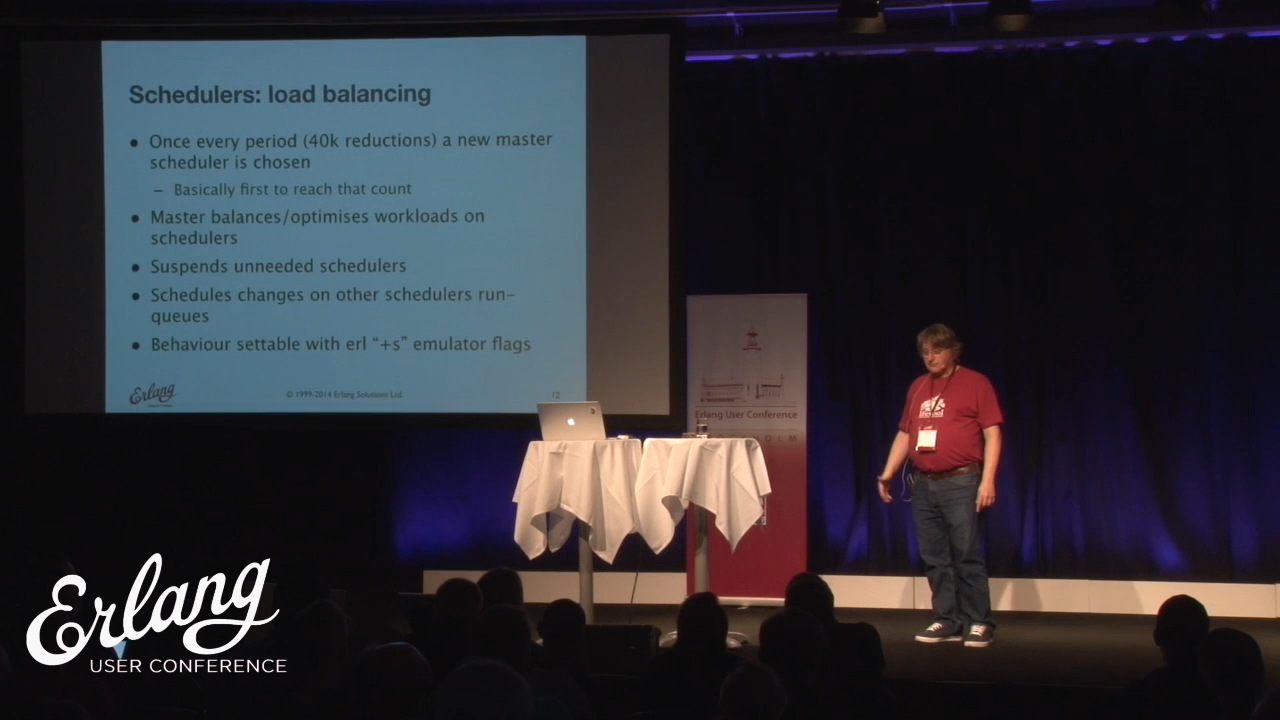 Schedulers: load balancing
● Once every period (40k reductions) a new master
scheduler is chosen
– Basically first to reach that count
● Master balances/optimises workloads on
schedulers
● Suspends unneeded schedulers
● Schedules changes on other schedulers run-
queues
● Behaviour settable with erl “+s” emulator flags
Erlang
© 1999-2014 Erlang Solutions Ltd.
12
Erlang User Conference
Erlang
USER CONFERENCE